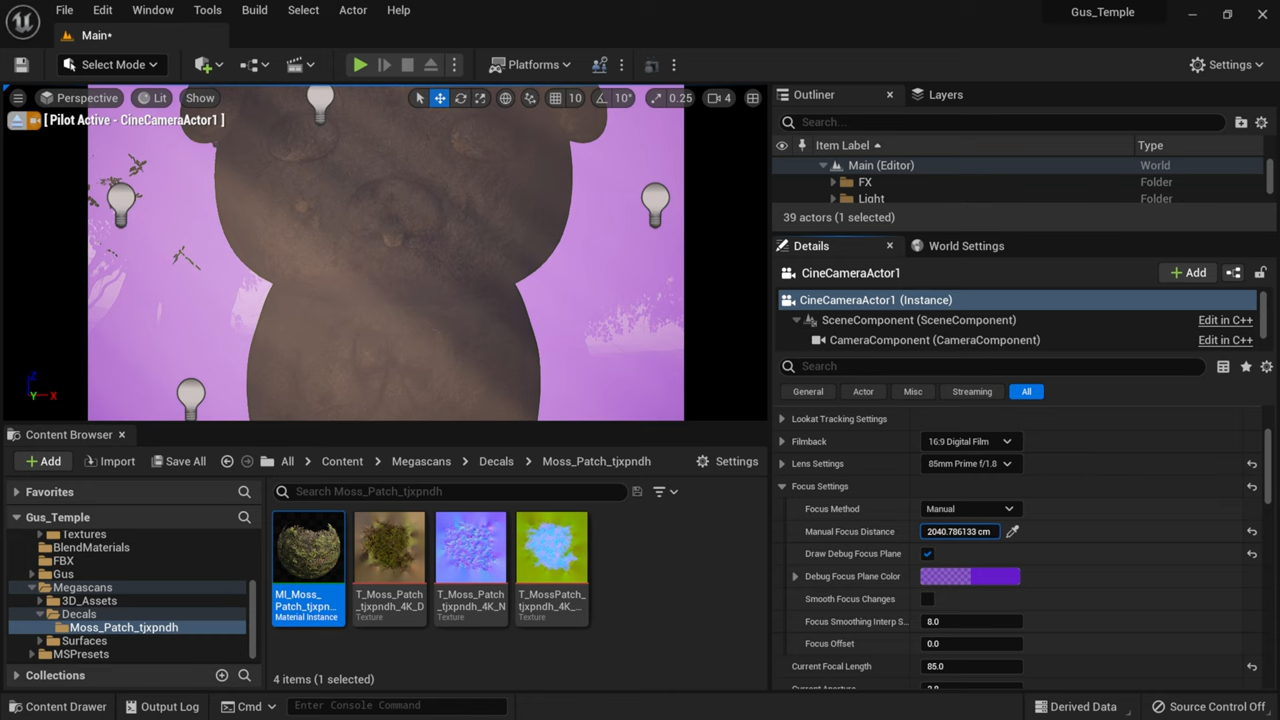 File Edit Window Tools Build Select Actor Help
Gus_Temple
Main*
Select Mode
Platforms
Settings
Perspective Lit Show
10 10° 0.25 4
[ Pilot Active - CineCameraActor1 ]
Outliner Layers
Search...
Item Label Type
Main (Editor) World
FX Folder
Light Folder
39 actors (1 selected)
Details World Settings
CineCameraActor1
Add
CineCameraActor1 (Instance)
SceneComponent (SceneComponent) Edit in C++
CameraComponent (CameraComponent) Edit in C++
Search
General Actor Misc Streaming All
Lookat Tracking Settings
Filmback 16:9 Digital Film
Lens Settings 85mm Prime f/1.8
Focus Settings
Focus Method Manual
Manual Focus Distance 2040.786133 cm
Draw Debug Focus Plane
Debug Focus Plane Color
Smooth Focus Changes
Focus Smoothing Interp S... 8.0
Focus Offset 0.0
Current Focal Length 85.0
Current Aperture 2.8
Z
Y X
Content Browser
Add Import Save All All Content Megascans Decals Moss_Patch_tjxpndh Settings
Favorites
Search Moss_Patch_tjxpndh
Gus_Temple
Textures
BlendMaterials
FBX
Gus
Megascans
3D_Assets
Decals
Moss_Patch_tjxpndh
Surfaces
MSPresets
Collections
MI_Moss_
Patch_tjxpn...
Material Instance
T_Moss_Patch
_tjxpndh_4K_D
Texture
T_Moss_Patch
_tjxpndh_4K_N
Texture
T_MossPatch_
tjxpndh_4K_...
Texture
4 items (1 selected)
Content Drawer Output Log Cmd Enter Console Command Derived Data Source Control Off